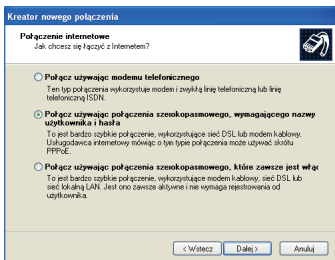 Kreator nowego połączenia
Połączenie internetowe
Jak chcesz się łączyć z Internetem?
Połącz używając modemu telefonicznego
Ten typ połączenia wykorzystuje modem i zwykłą linię telefoniczną lub linię
telefoniczną ISDN.
Połącz używając połączenia szerokopasmowego, wymagającego nazwy
użytkownika i hasła
To jest bardzo szybkie połączenie, wykorzystujące sieć DSL lub modem kablowy.
Usługodawca internetowy mówiąc o tym typie połączenia może używać skrótu
PPPoE.
Połącz używając połączenia szerokopasmowego, które zawsze jest włąc
To jest bardzo szybkie połączenie, wykorzystujące modem kablowy, sieć DSL lub
sieć lokalną LAN. Jest ono zawsze aktywne i nie wymaga rejestrowania od
użytkownika.
< Wstecz Dalej > Anuluj